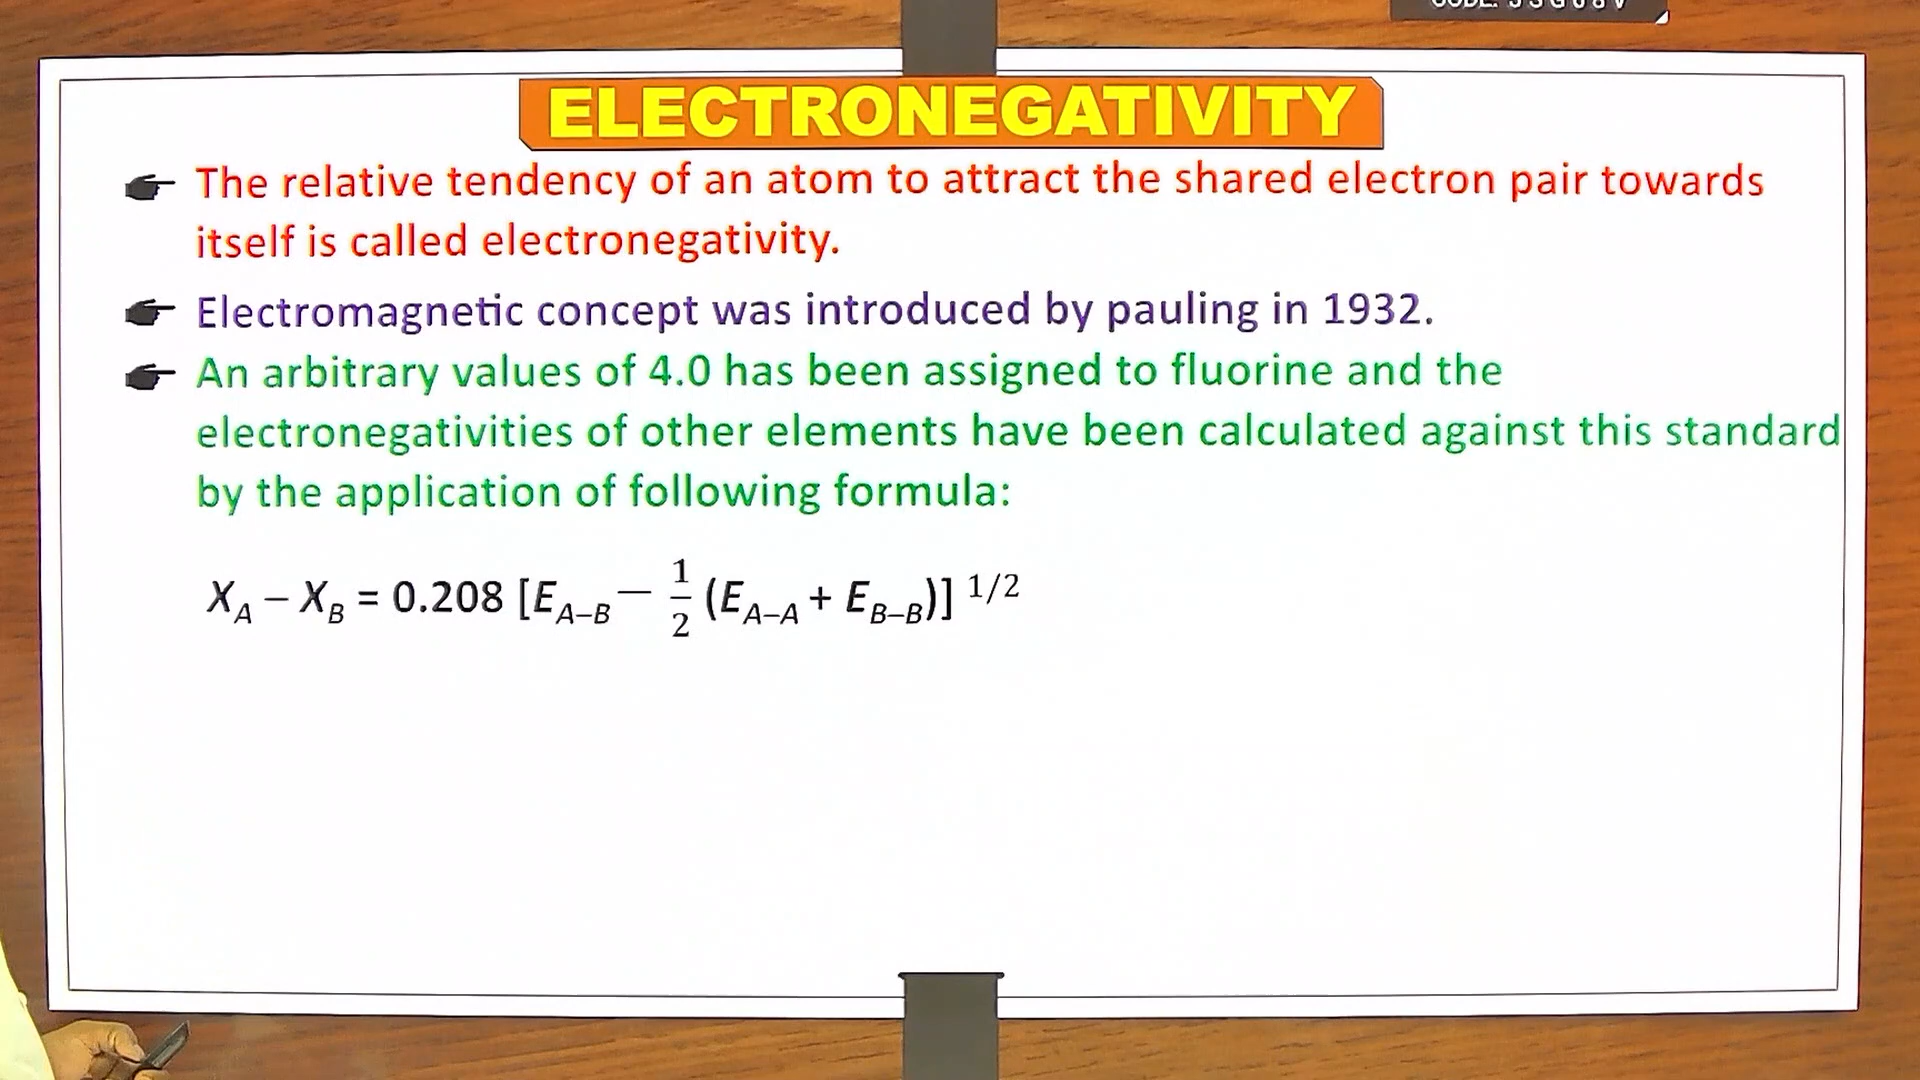 ELECTRONEGATIVITY
The relative tendency of an atom to attract the shared electron pair towards
itself is called electronegativity.
Electromagnetic concept was introduced by pauling in 1932.
An arbitrary values of 4.0 has been assigned to fluorine and the
electronegativities of other elements have been calculated against this standard
by the application of following formula:
X_A – X_B = 0.208 [E_{A–B} — 1/2 (E_{A–A} + E_{B–B})]^{1/2}